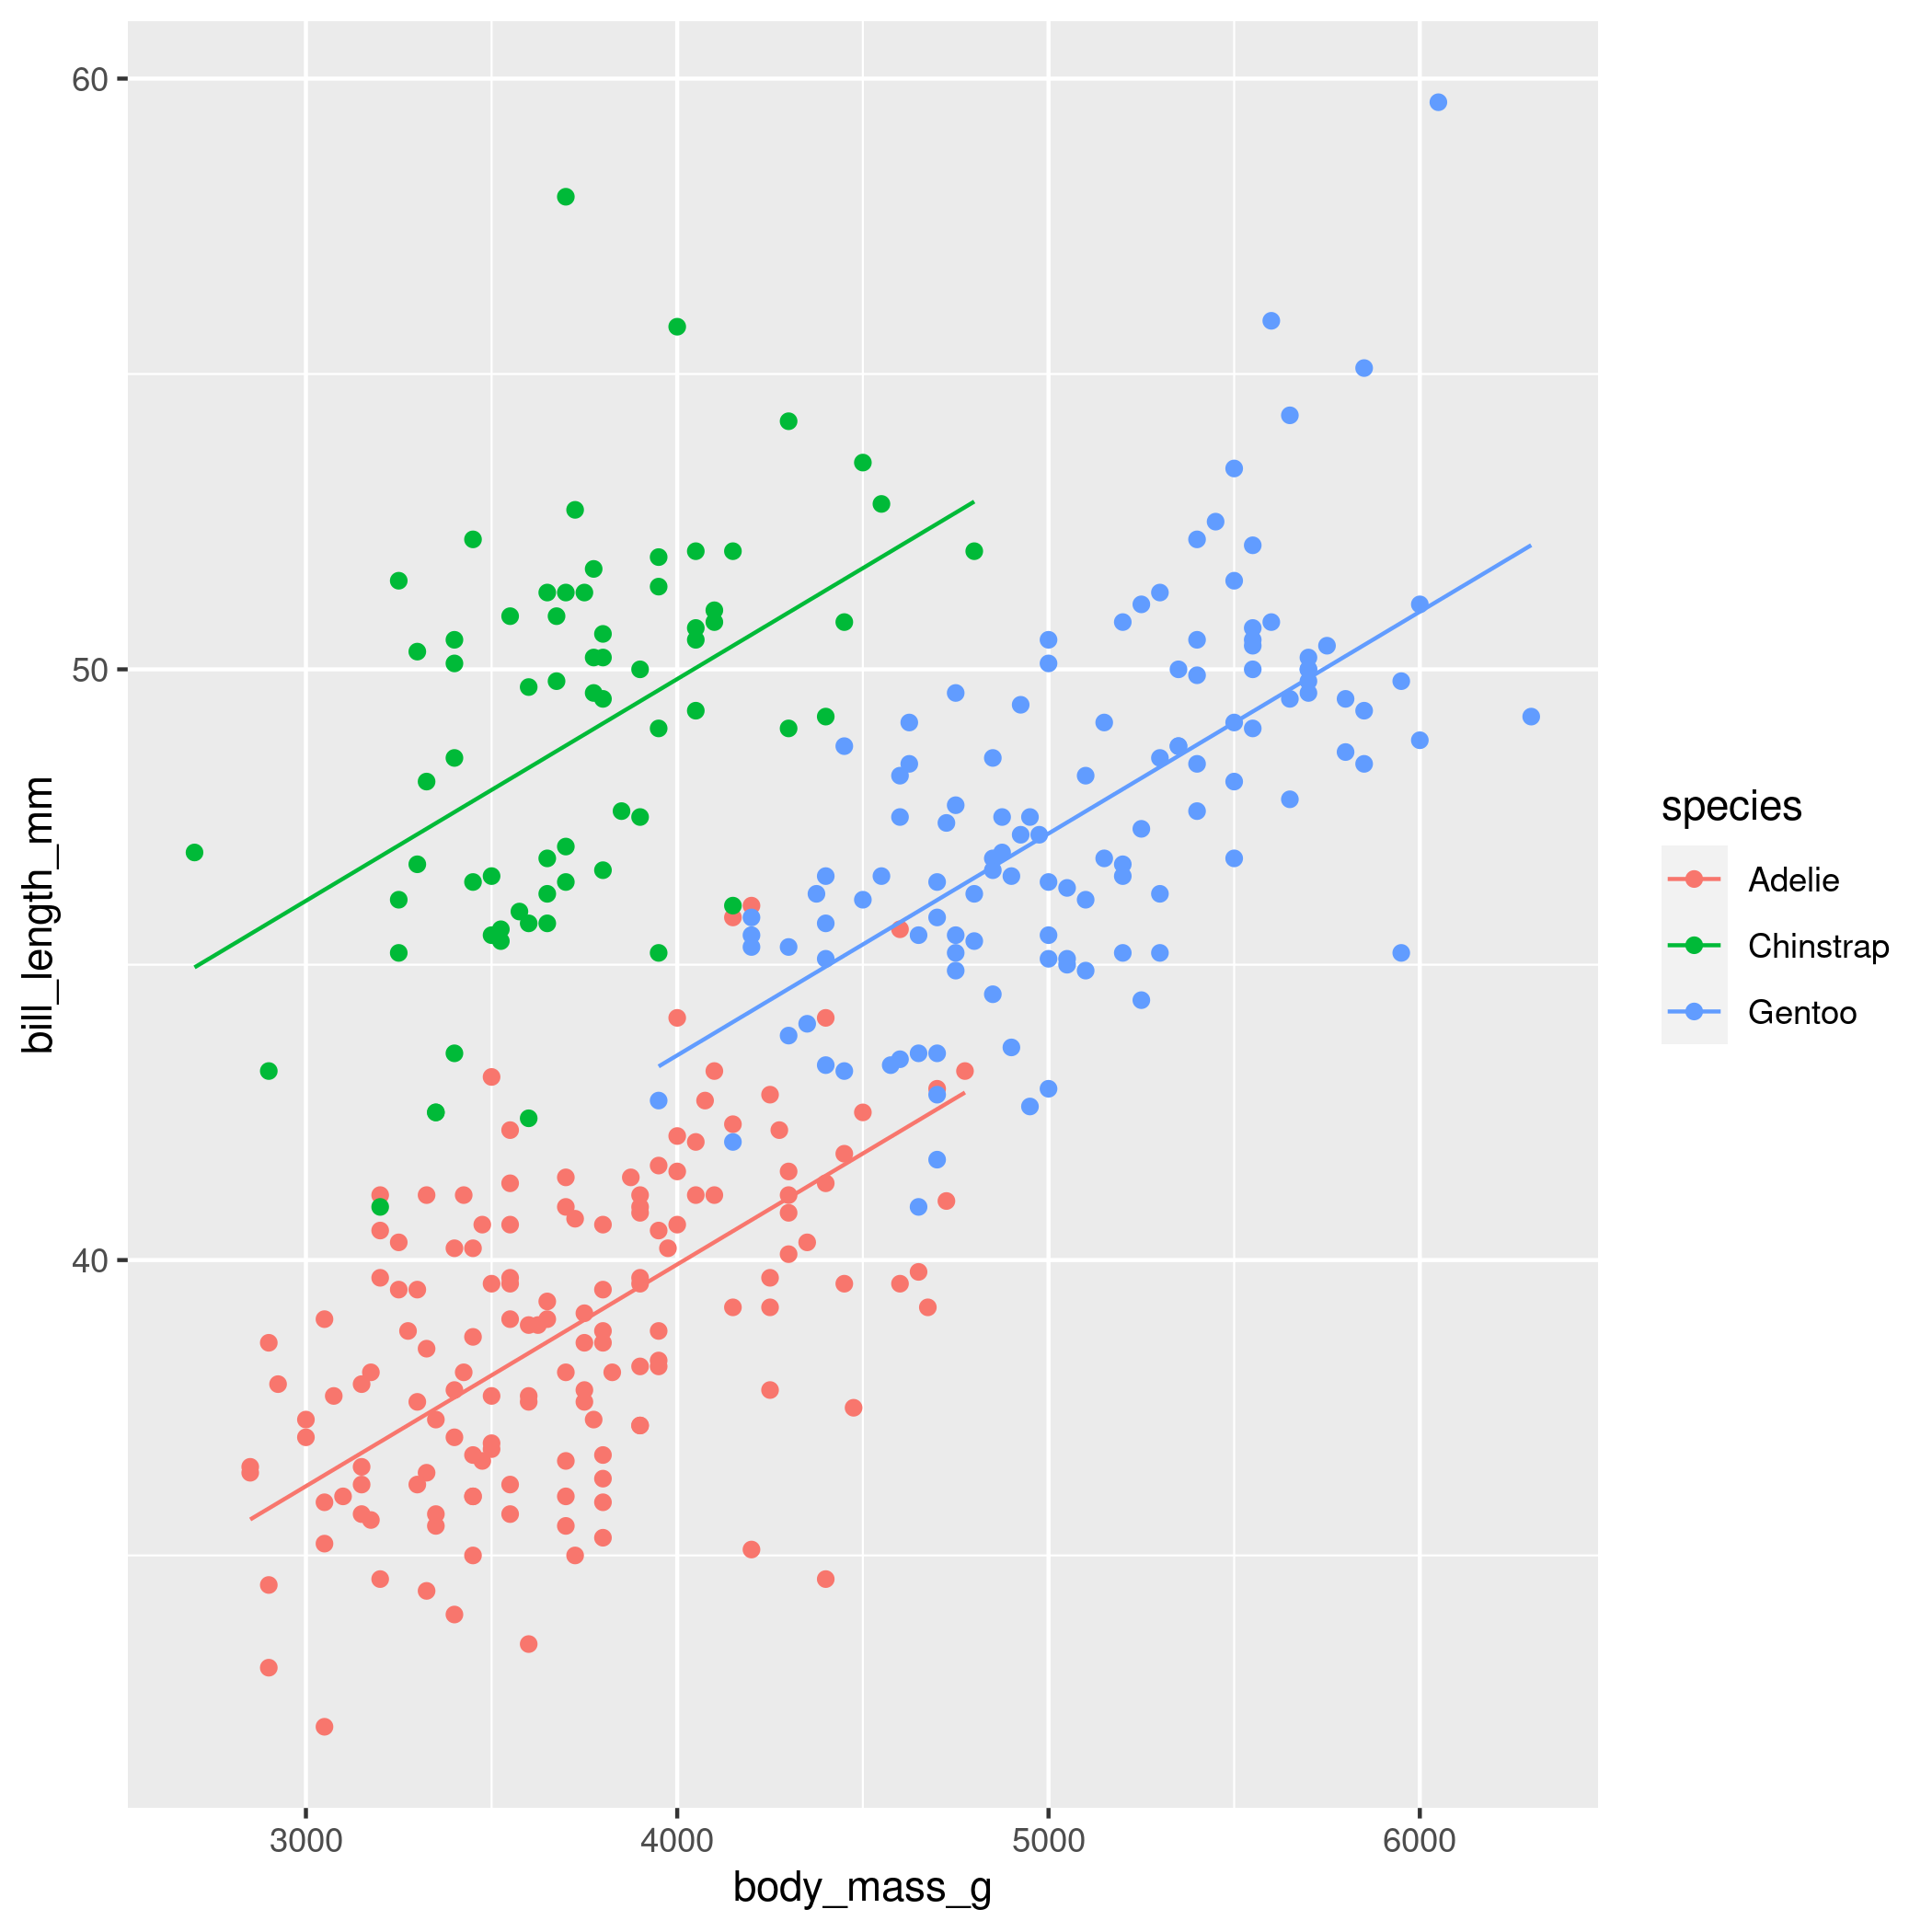 60
50
40
bill_length_mm
3000 4000 5000 6000
body_mass_g
species
Adelie
Chinstrap
Gentoo